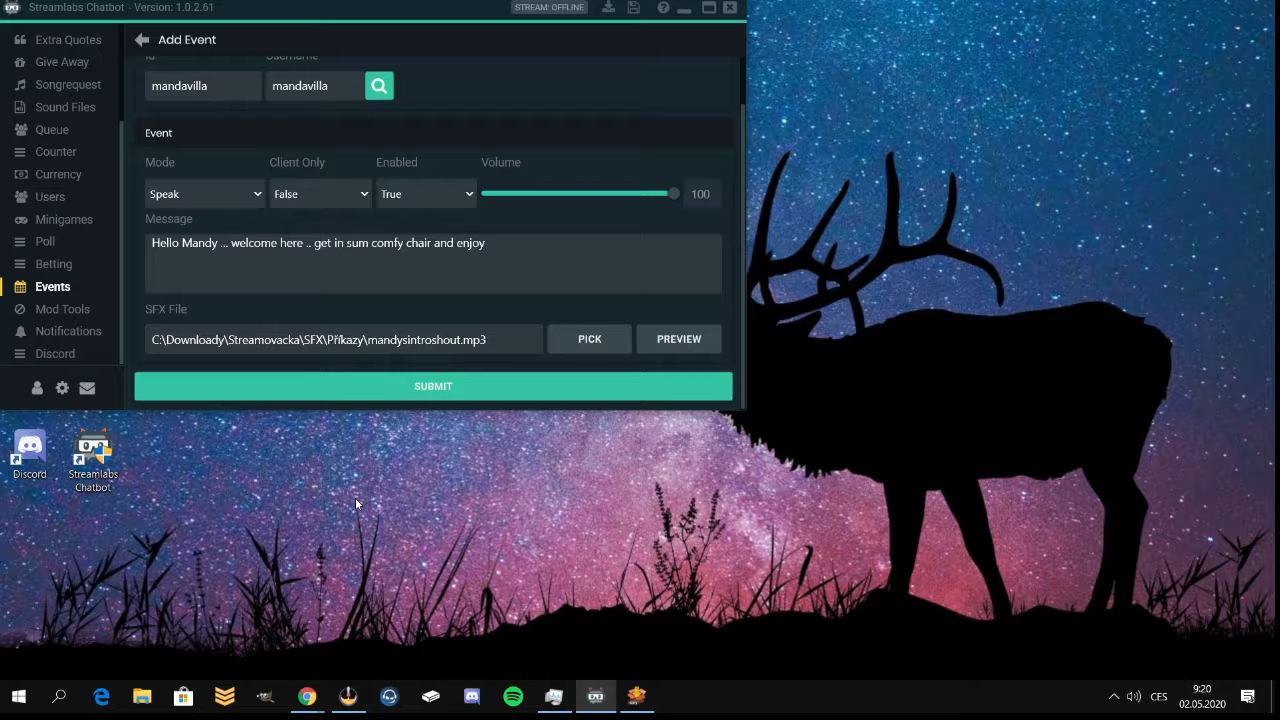 Streamlabs Chatbot - Version: 1.0.2.61
STREAM: OFFLINE
Extra Quotes
Give Away
Songrequest
Sound Files
Queue
Counter
Currency
Users
Minigames
Poll
Betting
Events
Mod Tools
Notifications
Discord
Add Event
Id Username
mandavilla mandavilla
Event
Mode Client Only Enabled Volume
Speak False True 100
Message
Hello Mandy ... welcome here .. get in sum comfy chair and enjoy
SFX File
C:\Downloady\Streamovacka\SFX\Příkazy\mandysintroshout.mp3 PICK PREVIEW
SUBMIT
Discord
Streamlabs
Chatbot
CES
9:20
02.05.2020